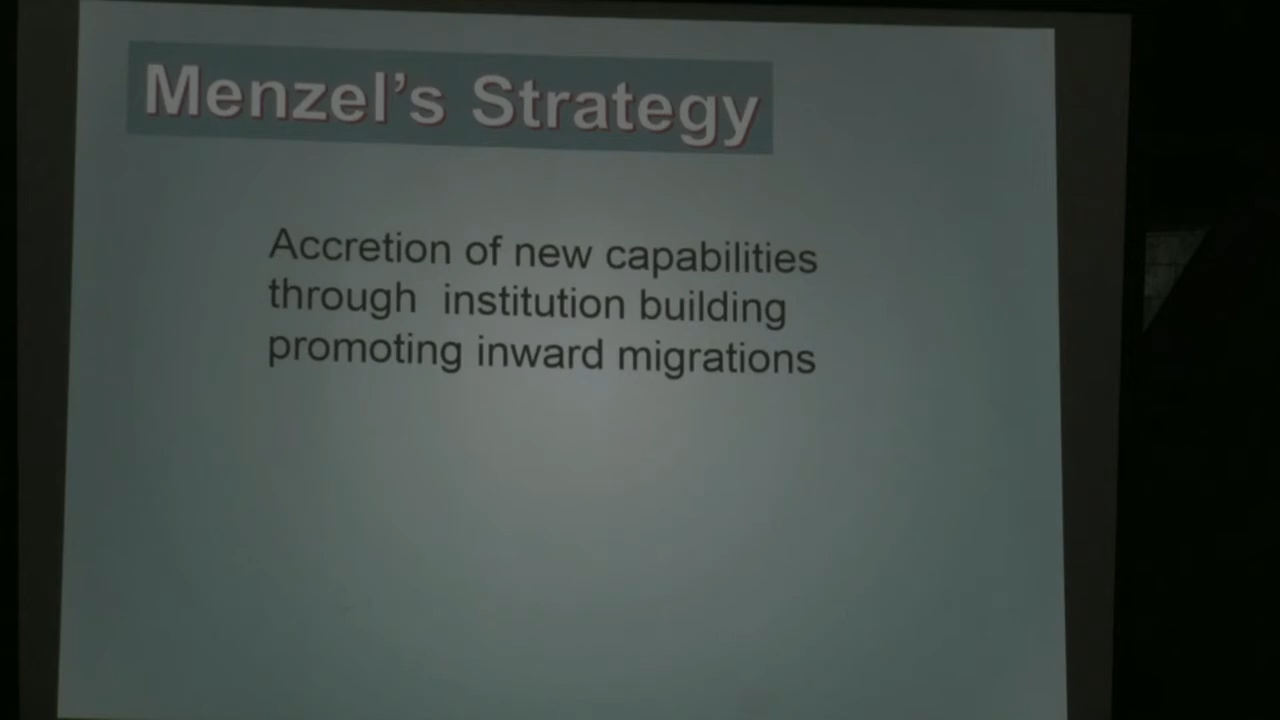 Menzel’s Strategy
Accretion of new capabilities
through institution building
promoting inward migrations